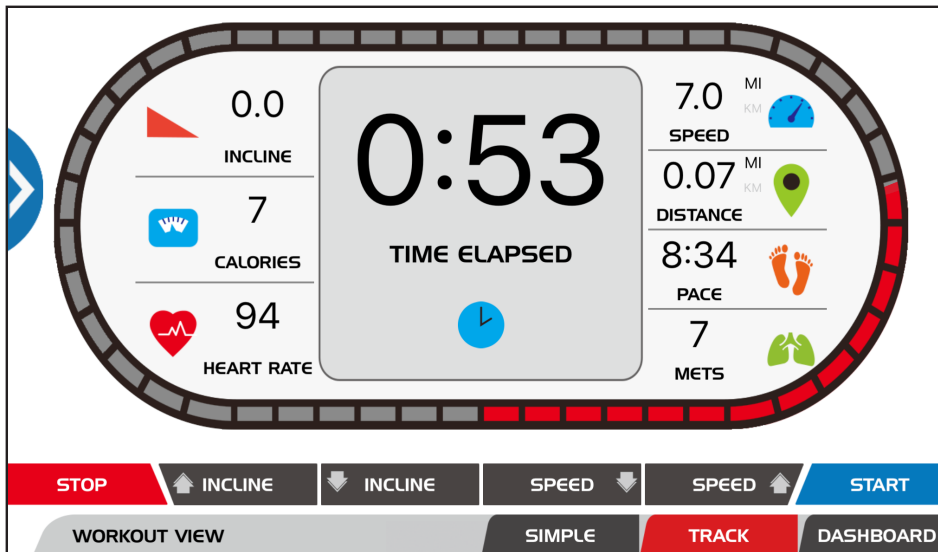 0.0
INCLINE
7
CALORIES
94
HEART RATE
0:53
TIME ELAPSED
7.0 MI
KM
SPEED
0.07 MI
KM
DISTANCE
8:34
PACE
7
METS
STOP INCLINE INCLINE SPEED SPEED START
WORKOUT VIEW SIMPLE TRACK DASHBOARD